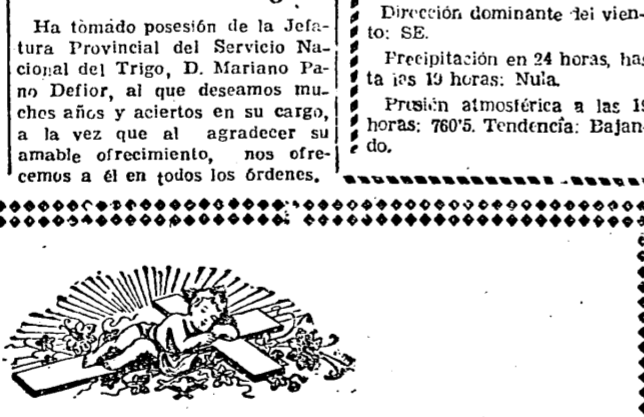 Ha tomado posesión de la Jefa-
tura Provincial del Servicio Na-
cional del Trigo, D. Mariano Pa-
no Defior, al que deseamos mu-
chos años y aciertos en su cargo,
a la vez que al agradecer su
amable ofrecimiento, nos ofre-
cemos a él en todos los órdenes.
Dirección dominante del vien-
to: SE.
Precipitación en 24 horas, has
ta las 19 horas: Nula.
Presión atmosférica a las 19
horas: 760'5. Tendencia: Bajan-
do.